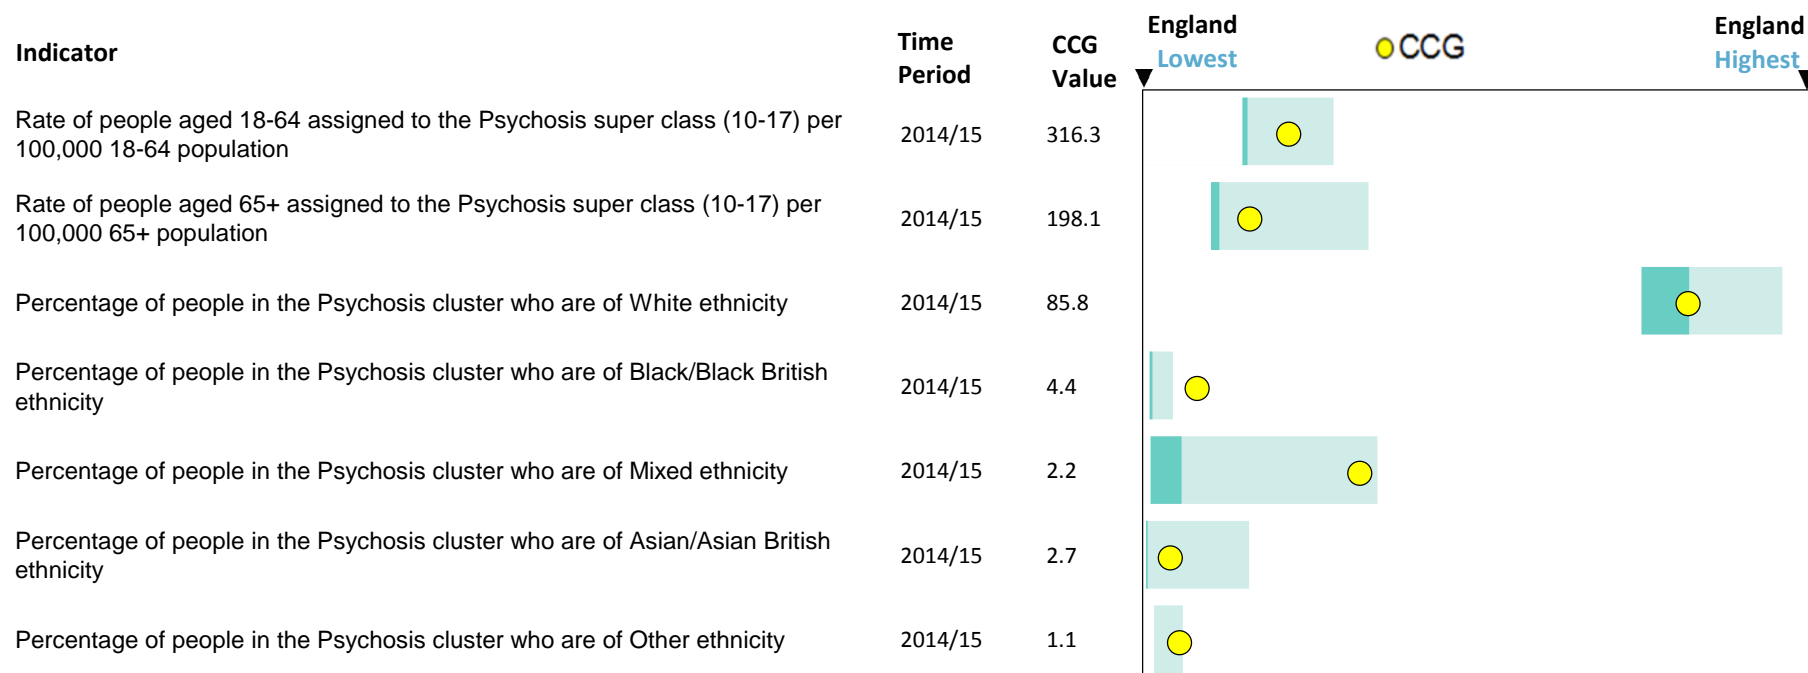 Indicator
Time Period
CCG Value
England Lowest
CCG
England Highest
Rate of people aged 18-64 assigned to the Psychosis super class (10-17) per
100,000 18-64 population
2014/15
316.3
Rate of people aged 65+ assigned to the Psychosis super class (10-17) per
100,000 65+ population
2014/15
198.1
Percentage of people in the Psychosis cluster who are of White ethnicity
2014/15
85.8
Percentage of people in the Psychosis cluster who are of Black/Black British
ethnicity
2014/15
4.4
Percentage of people in the Psychosis cluster who are of Mixed ethnicity
2014/15
2.2
Percentage of people in the Psychosis cluster who are of Asian/Asian British
ethnicity
2014/15
2.7
Percentage of people in the Psychosis cluster who are of Other ethnicity
2014/15
1.1